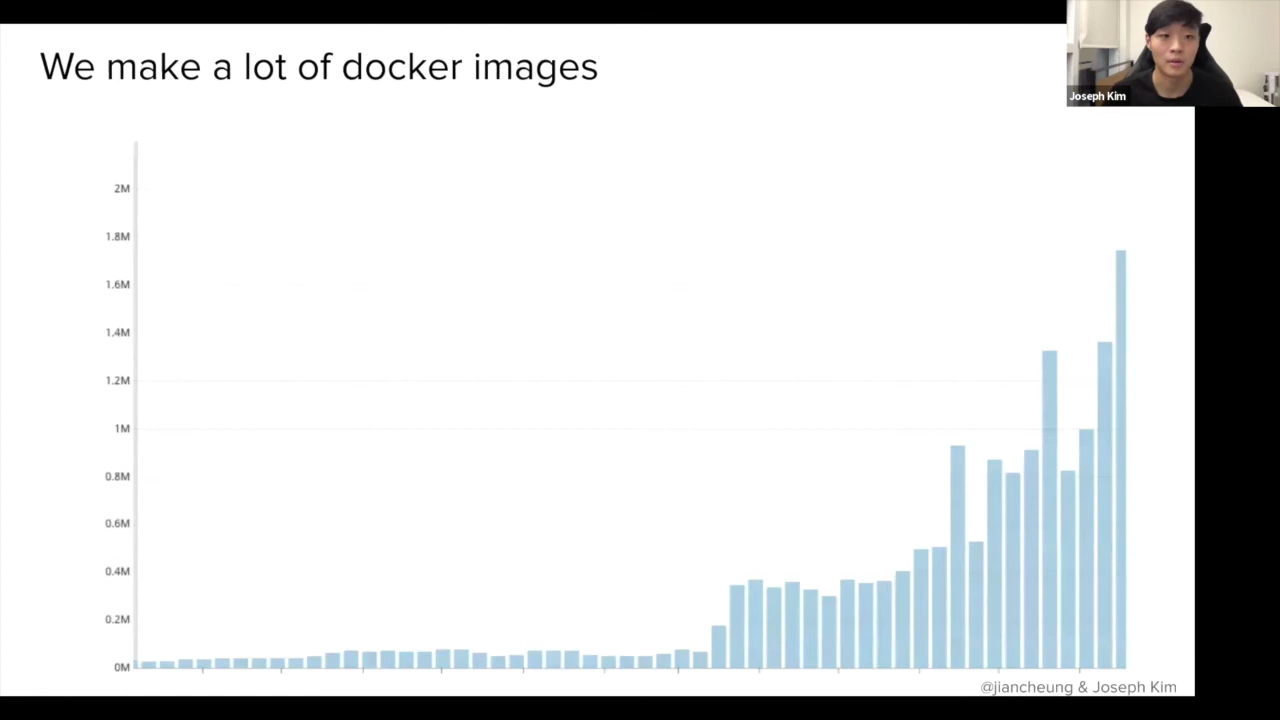 We make a lot of docker images
Joseph Kim
2M
1.8M
1.6M
1.4M
1.2M
1M
0.8M
0.6M
0.4M
0.2M
0M
@jiancheung & Joseph Kim